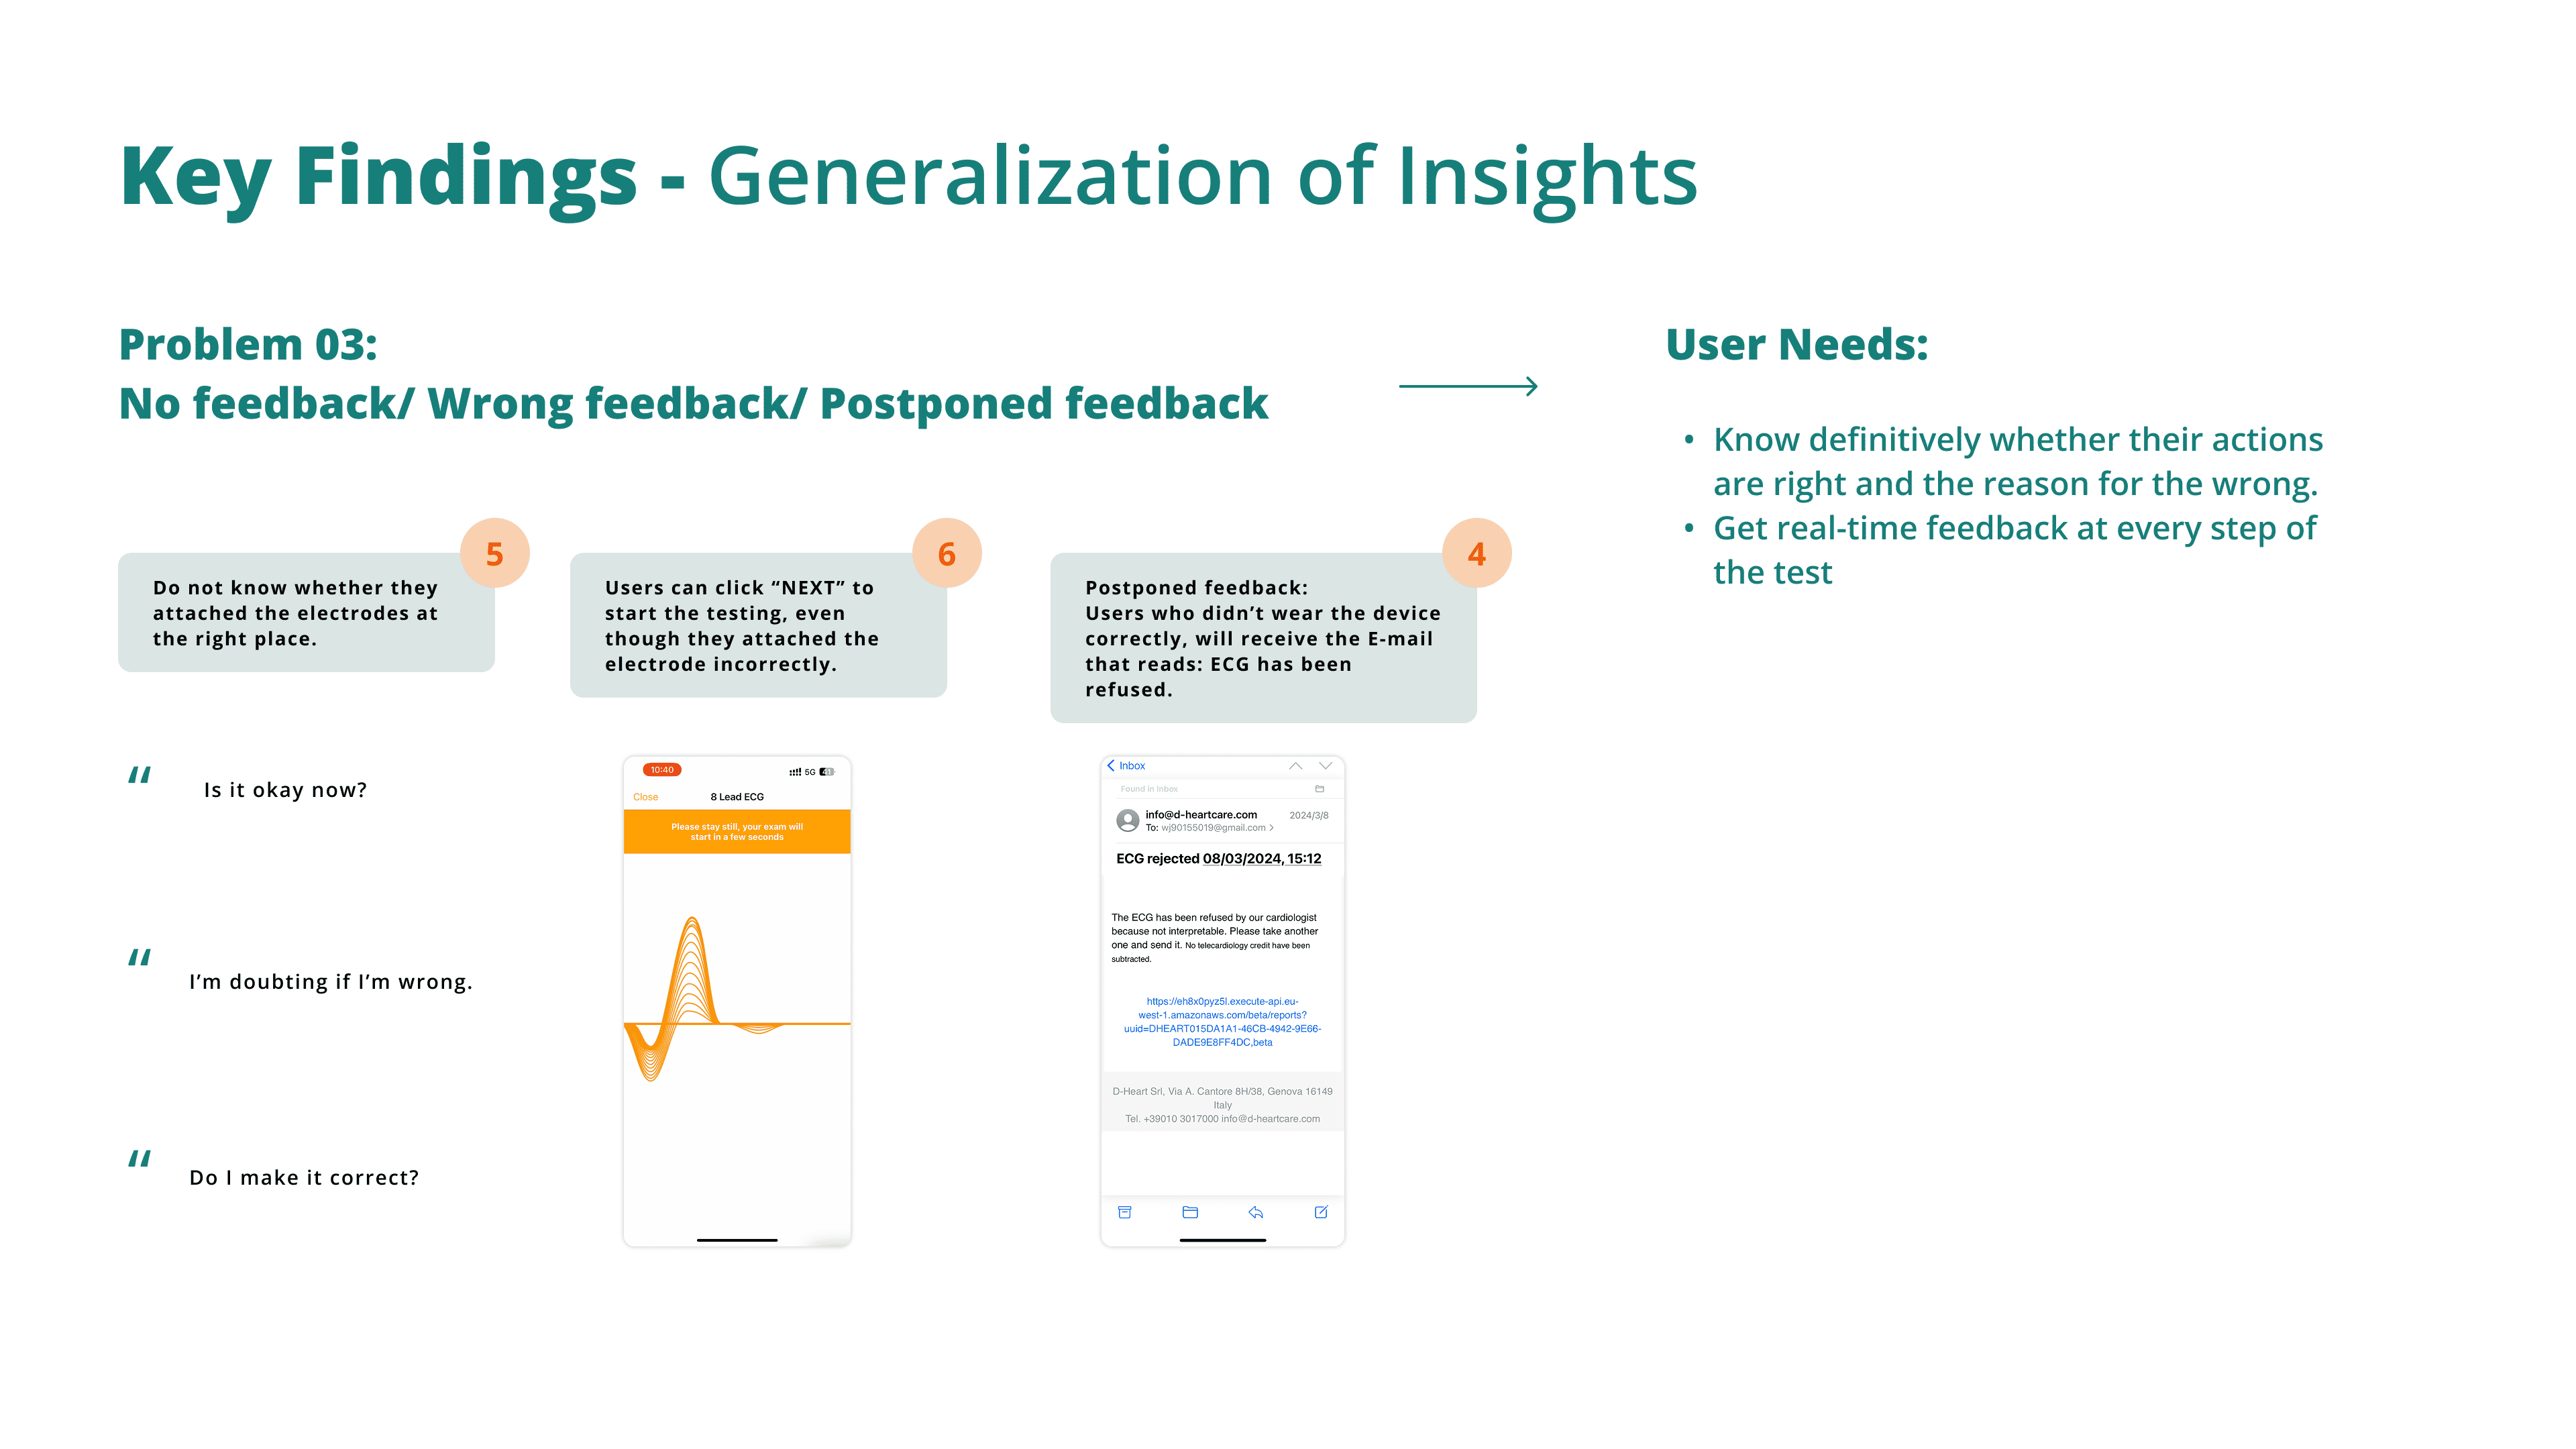 Key Findings - Generalization of Insights
Problem 03:
No feedback/ Wrong feedback/ Postponed feedback
User Needs:
• Know definitively whether their actions
are right and the reason for the wrong.
• Get real-time feedback at every step of
the test
5
Do not know whether they
attached the electrodes at
the right place.
6
Users can click “NEXT” to
start the testing, even
though they attached the
electrode incorrectly.
4
Postponed feedback:
Users who didn’t wear the device
correctly, will receive the E-mail
that reads: ECG has been
refused.
“ Is it okay now?
“ I’m doubting if I’m wrong.
“ Do I make it correct?
10:40
5G
Close
8 Lead ECG
Please stay still, your exam will
start in a few seconds
Inbox
Found in Inbox
info@d-heartcare.com
2024/3/8
To: wj90155019@gmail.com
ECG rejected 08/03/2024, 15:12
The ECG has been refused by our cardiologist
because not interpretable. Please take another
one and send it. No telecardiology credit have been
subtracted.
https://eh8x0pyz5l.execute-api.eu-
west-1.amazonaws.com/beta/reports?
uuid=DHEART015DA1A1-46CB-4942-9E66-
DADE9E8FF4DC,beta
D-Heart Srl, Via A. Cantore 8H/38, Genova 16149
Italy
Tel. +39010 3017000 info@d-heartcare.com